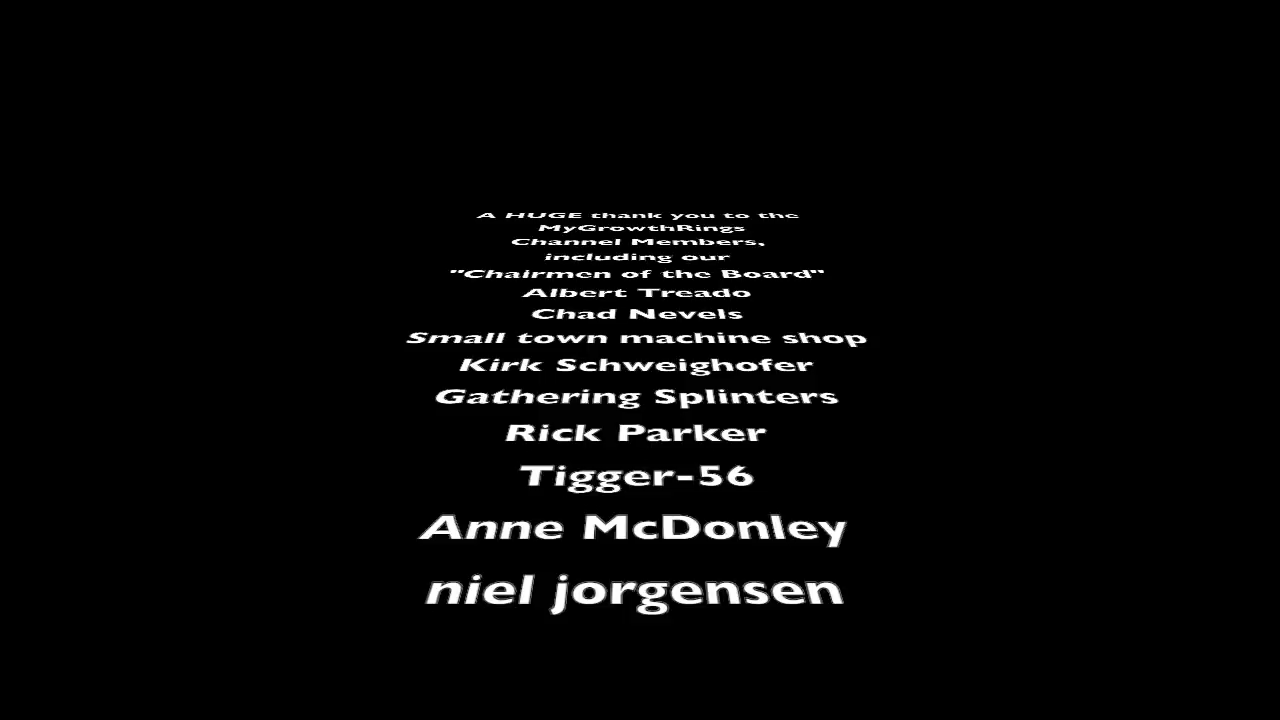 A HUGE thank you to the
MyGrowthRings
Channel Members,
including our
"Chairmen of the Board"
Albert Treado
Chad Nevels
Small town machine shop
Kirk Schweighofer
Gathering Splinters
Rick Parker
Tigger-56
Anne McDonley
niel jorgensen